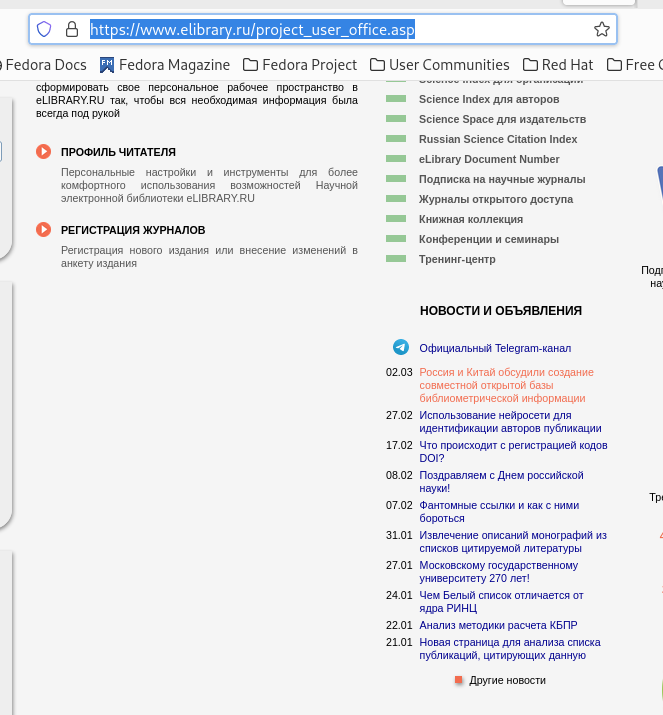 https://www.elibrary.ru/project_user_office.asp
Fedora Docs
Fedora Magazine
Fedora Project
User Communities
Red Hat
Free
сформировать свое персональное рабочее пространство в
eLIBRARY.RU так, чтобы вся необходимая информация была
всегда под рукой
ПРОФИЛЬ ЧИТАТЕЛЯ
Персональные настройки и инструменты для более
комфортного использования возможностей Научной
электронной библиотеки eLIBRARY.RU
РЕГИСТРАЦИЯ ЖУРНАЛОВ
Регистрация нового издания или внесение изменений в
анкету издания
Science Index для организаций
Science Index для авторов
Science Space для издательств
Russian Science Citation Index
eLibrary Document Number
Подписка на научные журналы
Журналы открытого доступа
Книжная коллекция
Конференции и семинары
Тренинг-центр
НОВОСТИ И ОБЪЯВЛЕНИЯ
Официальный Telegram-канал
02.03 Россия и Китай обсудили создание
совместной открытой базы
библиометрической информации
27.02 Использование нейросети для
идентификации авторов публикации
17.02 Что происходит с регистрацией кодов
DOI?
08.02 Поздравляем с Днем российской
науки!
07.02 Фантомные ссылки и как с ними
бороться
31.01 Извлечение описаний монографий из
списков цитируемой литературы
27.01 Московскому государственному
университету 270 лет!
24.01 Чем Белый список отличается от
ядра РИНЦ
22.01 Анализ методики расчета КБПР
21.01 Новая страница для анализа списка
публикаций, цитирующих данную
Другие новости